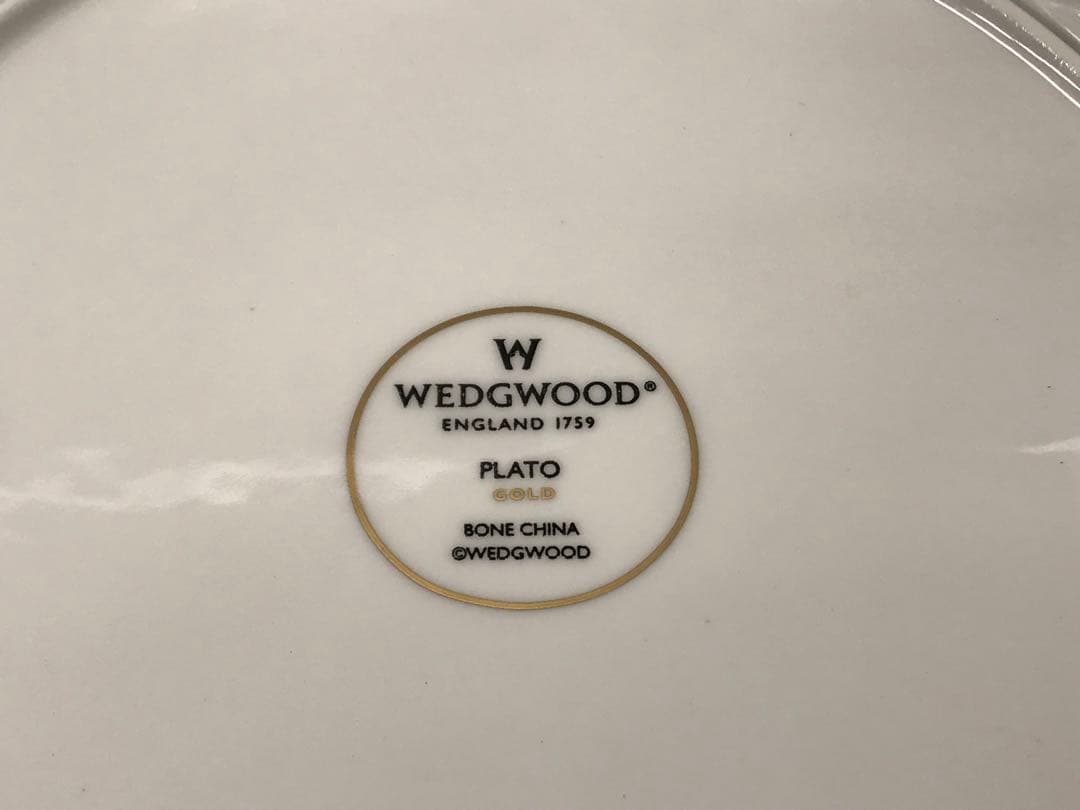 W
WEDGWOOD®
ENGLAND 1759
PLATO
GOLD
BONE CHINA
©WEDGWOOD